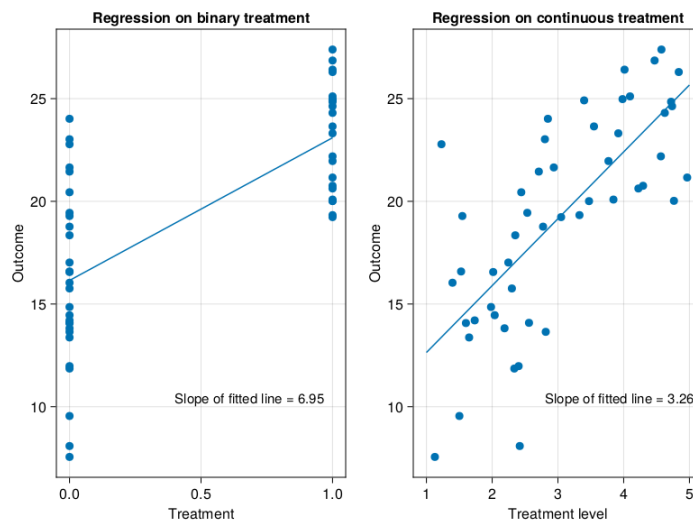 Regression on binary treatment
Regression on continuous treatment
Outcome
25
20
15
10
Slope of fitted line = 6.95
0.0 0.5 1.0
Treatment
Outcome
25
20
15
10
Slope of fitted line = 3.26
1 2 3 4 5
Treatment level